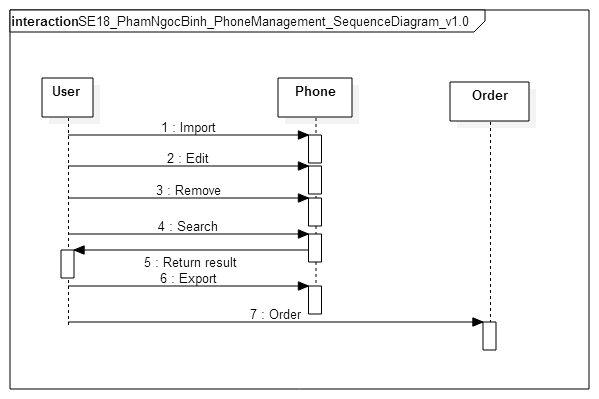 interactionSE18_PhamNgocBinh_PhoneManagement_SequenceDiagram_v1.0
User
Phone
Order
1 : Import
2 : Edit
3 : Remove
4 : Search
5 : Return result
6 : Export
7 : Order